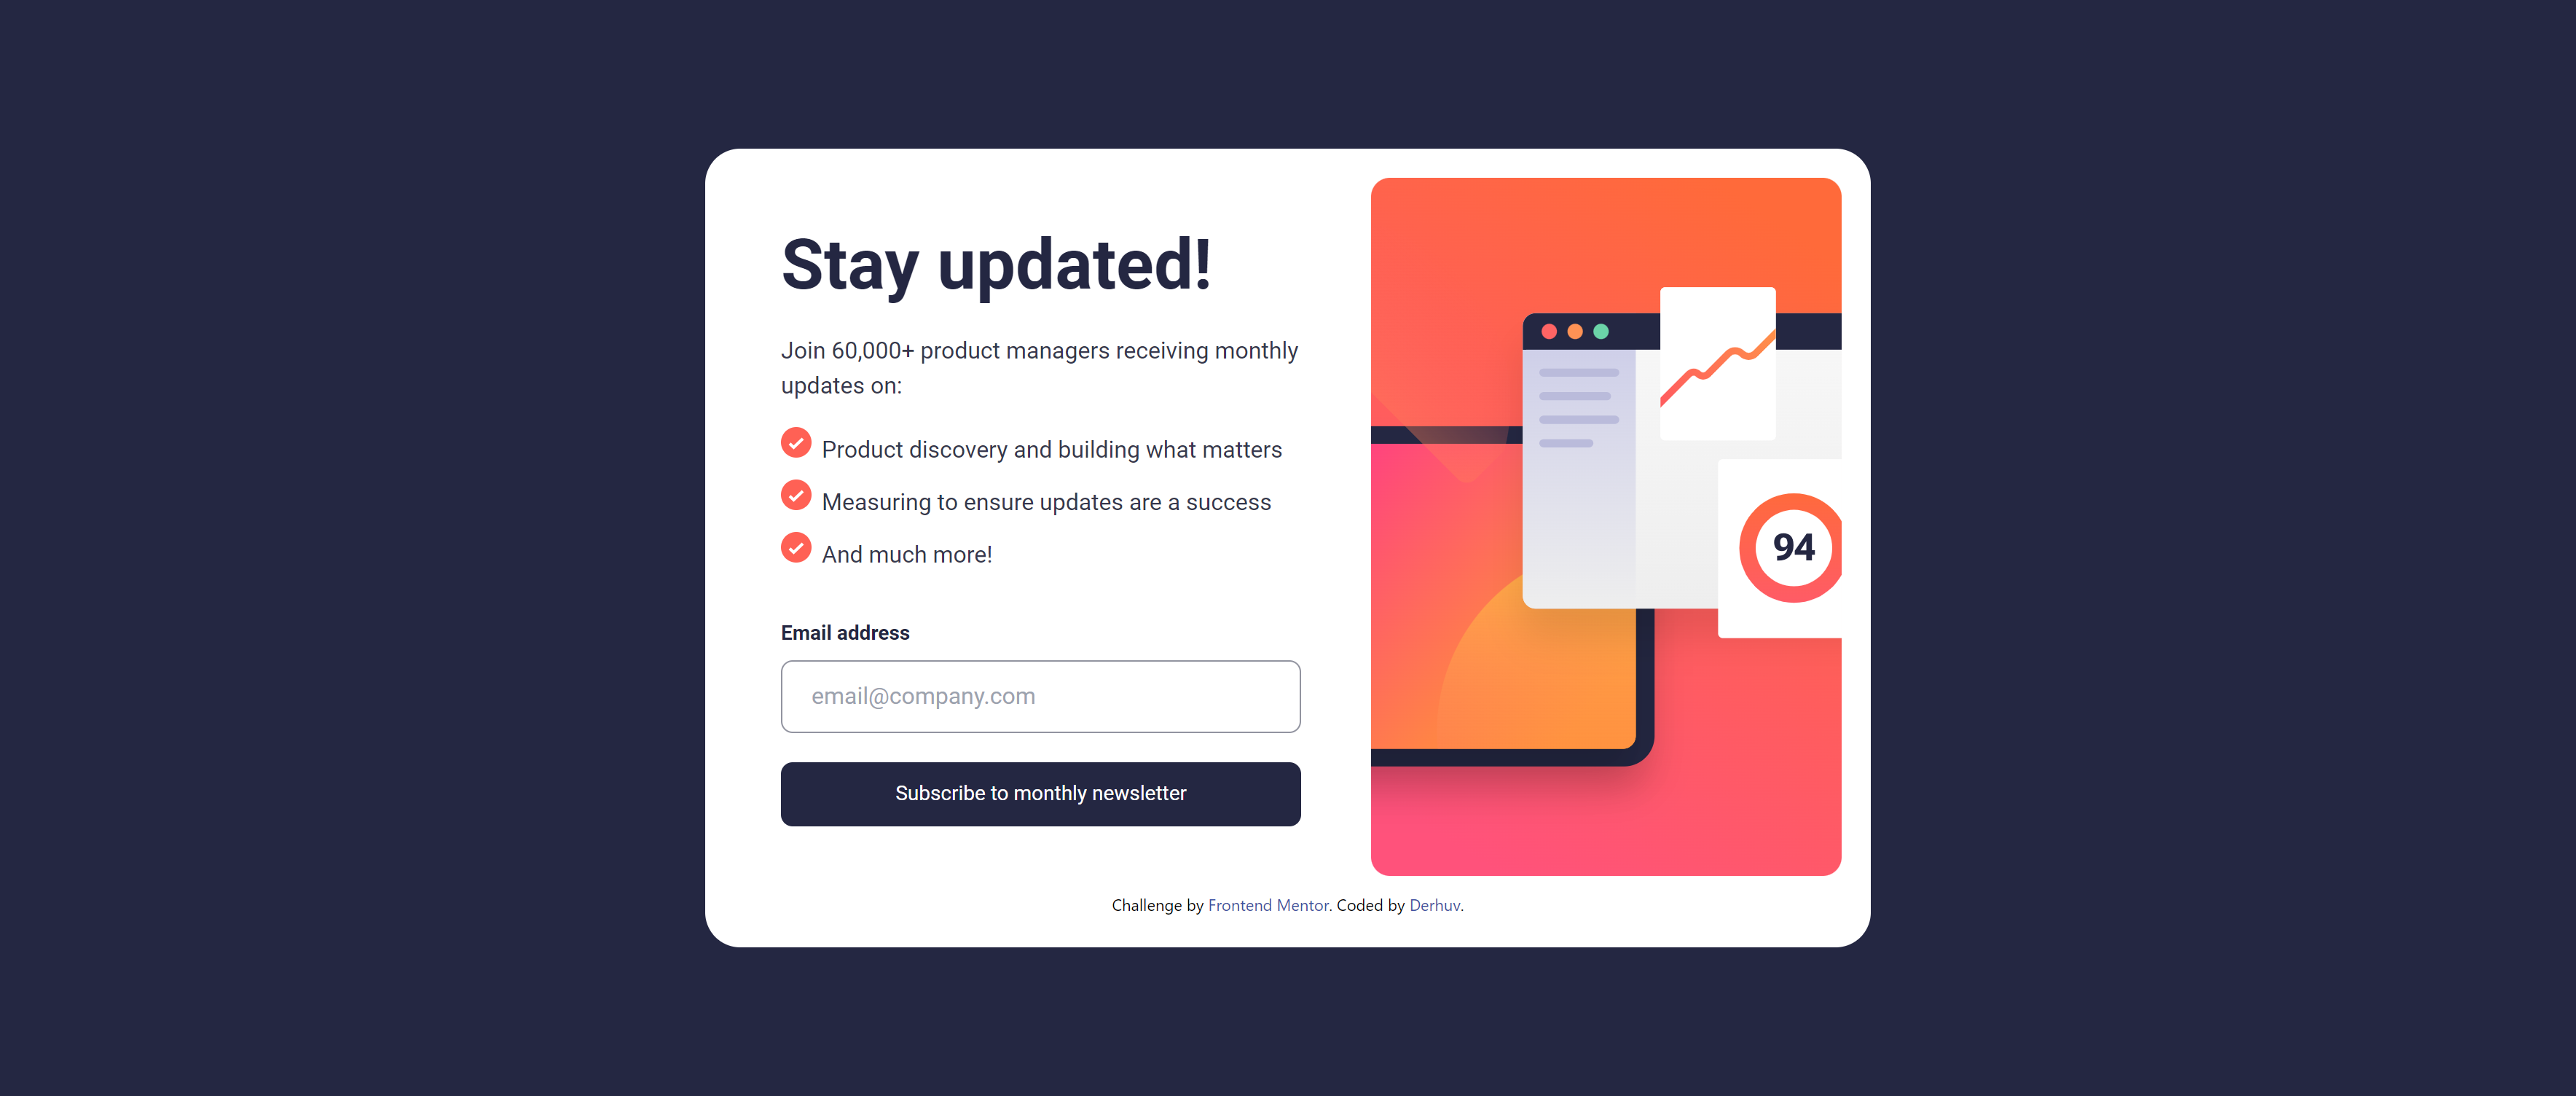 Stay updated!
Join 60,000+ product managers receiving monthly
updates on:
Product discovery and building what matters
Measuring to ensure updates are a success
And much more!
Email address
email@company.com
Subscribe to monthly newsletter
94
Challenge by Frontend Mentor. Coded by Derhuv.